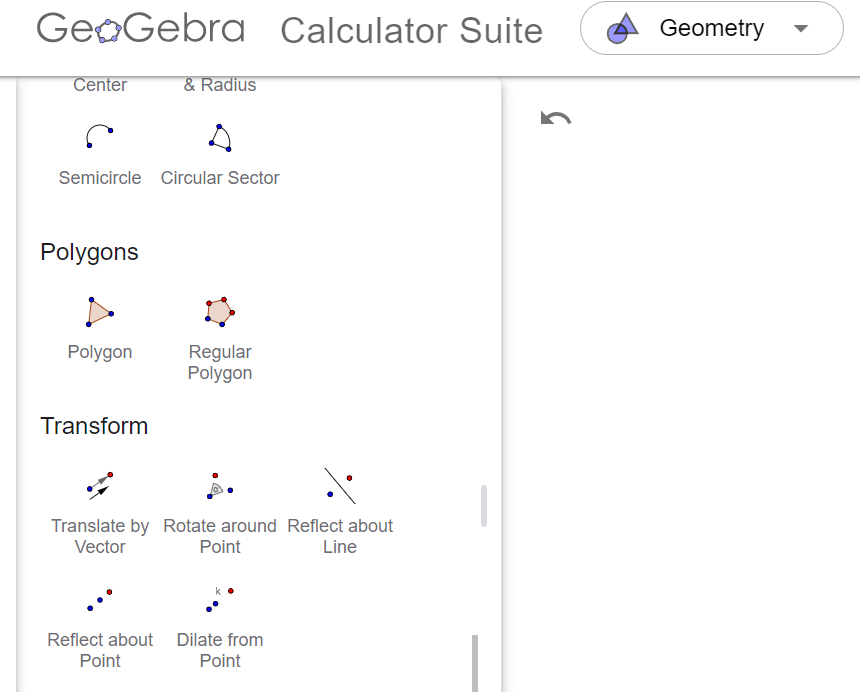 GeoGebra Calculator Suite Geometry
Center & Radius
Semicircle Circular Sector
Polygons
Polygon Regular
Polygon
Transform
Translate by Rotate around Reflect about
Vector Point Line
k
Reflect about Dilate from
Point Point